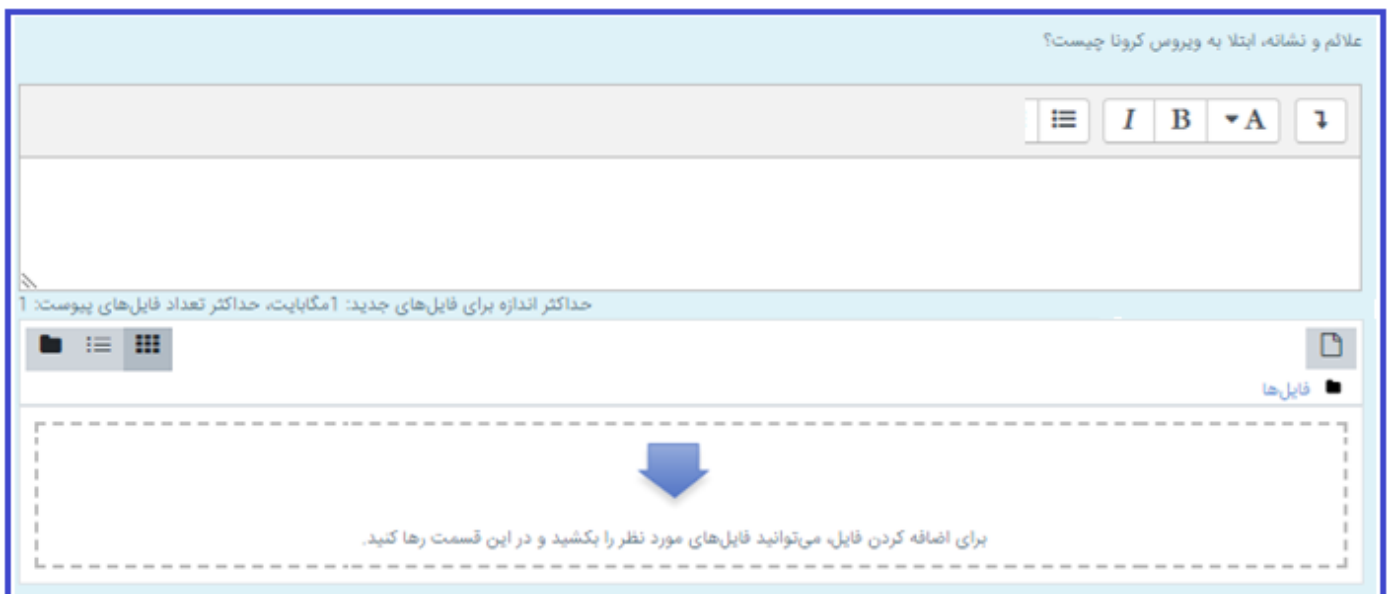 علائم و نشانه، ابتلا به ویروس کرونا چیست؟
A B I
حداکثر اندازه برای فایل‌های جدید: 1مگابایت، حداکثر تعداد فایل‌های پیوست: 1
فایل‌ها
برای اضافه کردن فایل، می‌توانید فایل‌های مورد نظر را بکشید و در این قسمت رها کنید.